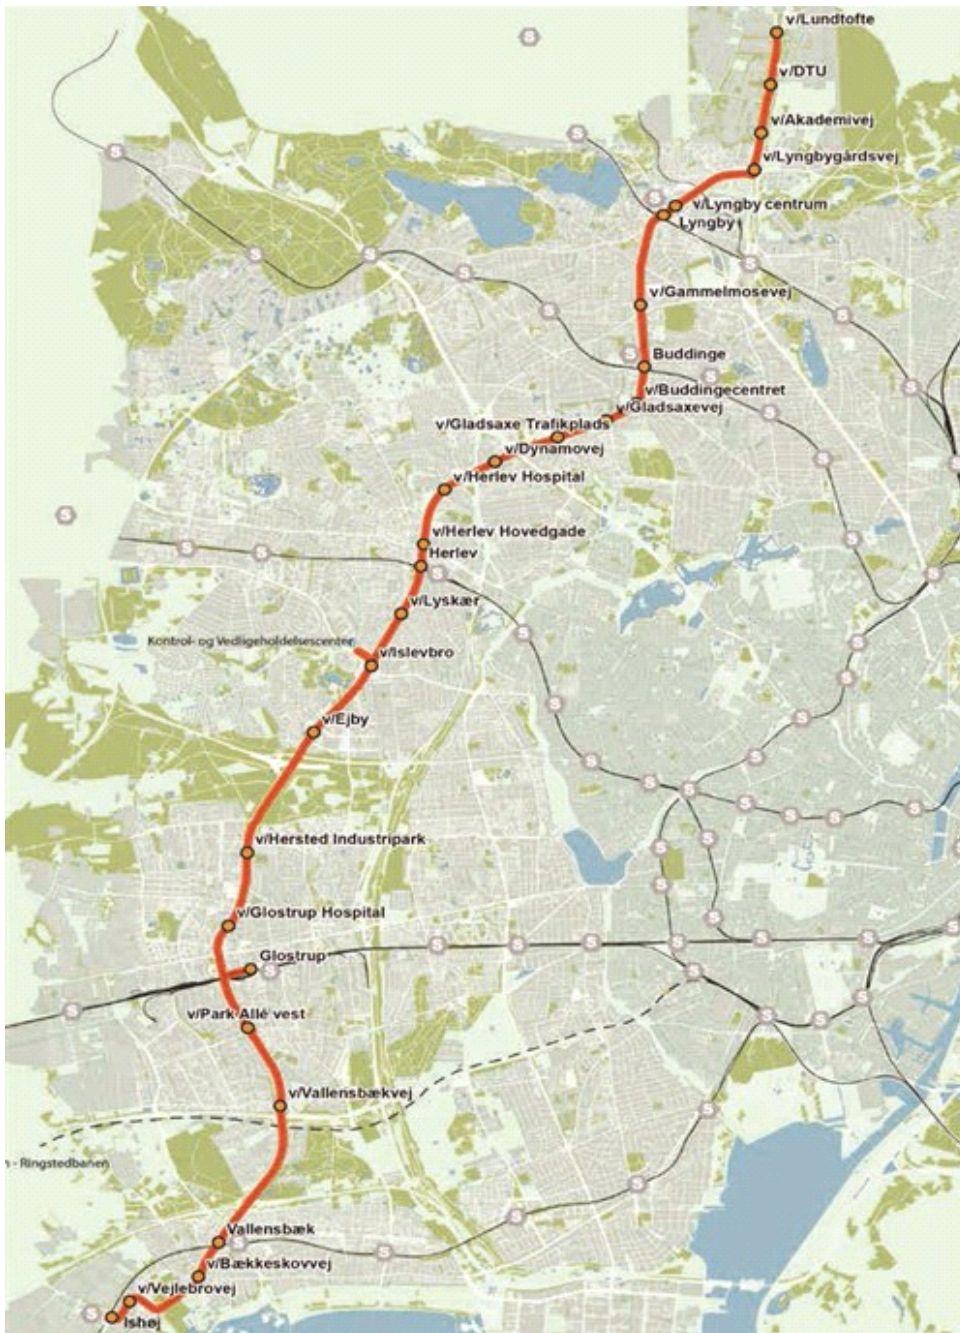 v/Lundtofte
v/DTU
v/Akademivej
v/Lyngbygårdsvej
v/Lyngby centrum
Lyngby
v/Gammelmosevej
Buddinge
v/Buddingecentret
v/Gladsaxevej
v/Gladsaxe Trafikplads
v/Dynamovej
v/Herlev Hospital
v/Herlev Hovedgade
Herlev
v/Lyskær
Kontrol- og Vedligeholdelsescenter
v/Islevbro
v/Ejby
v/Hersted Industripark
v/Glostrup Hospital
Glostrup
v/Park Allé vest
v/Vallensbækvej
n - Ringstedbanen
Vallensbæk
v/Bækkeskovvej
v/Vejlebrovej
Ishøj